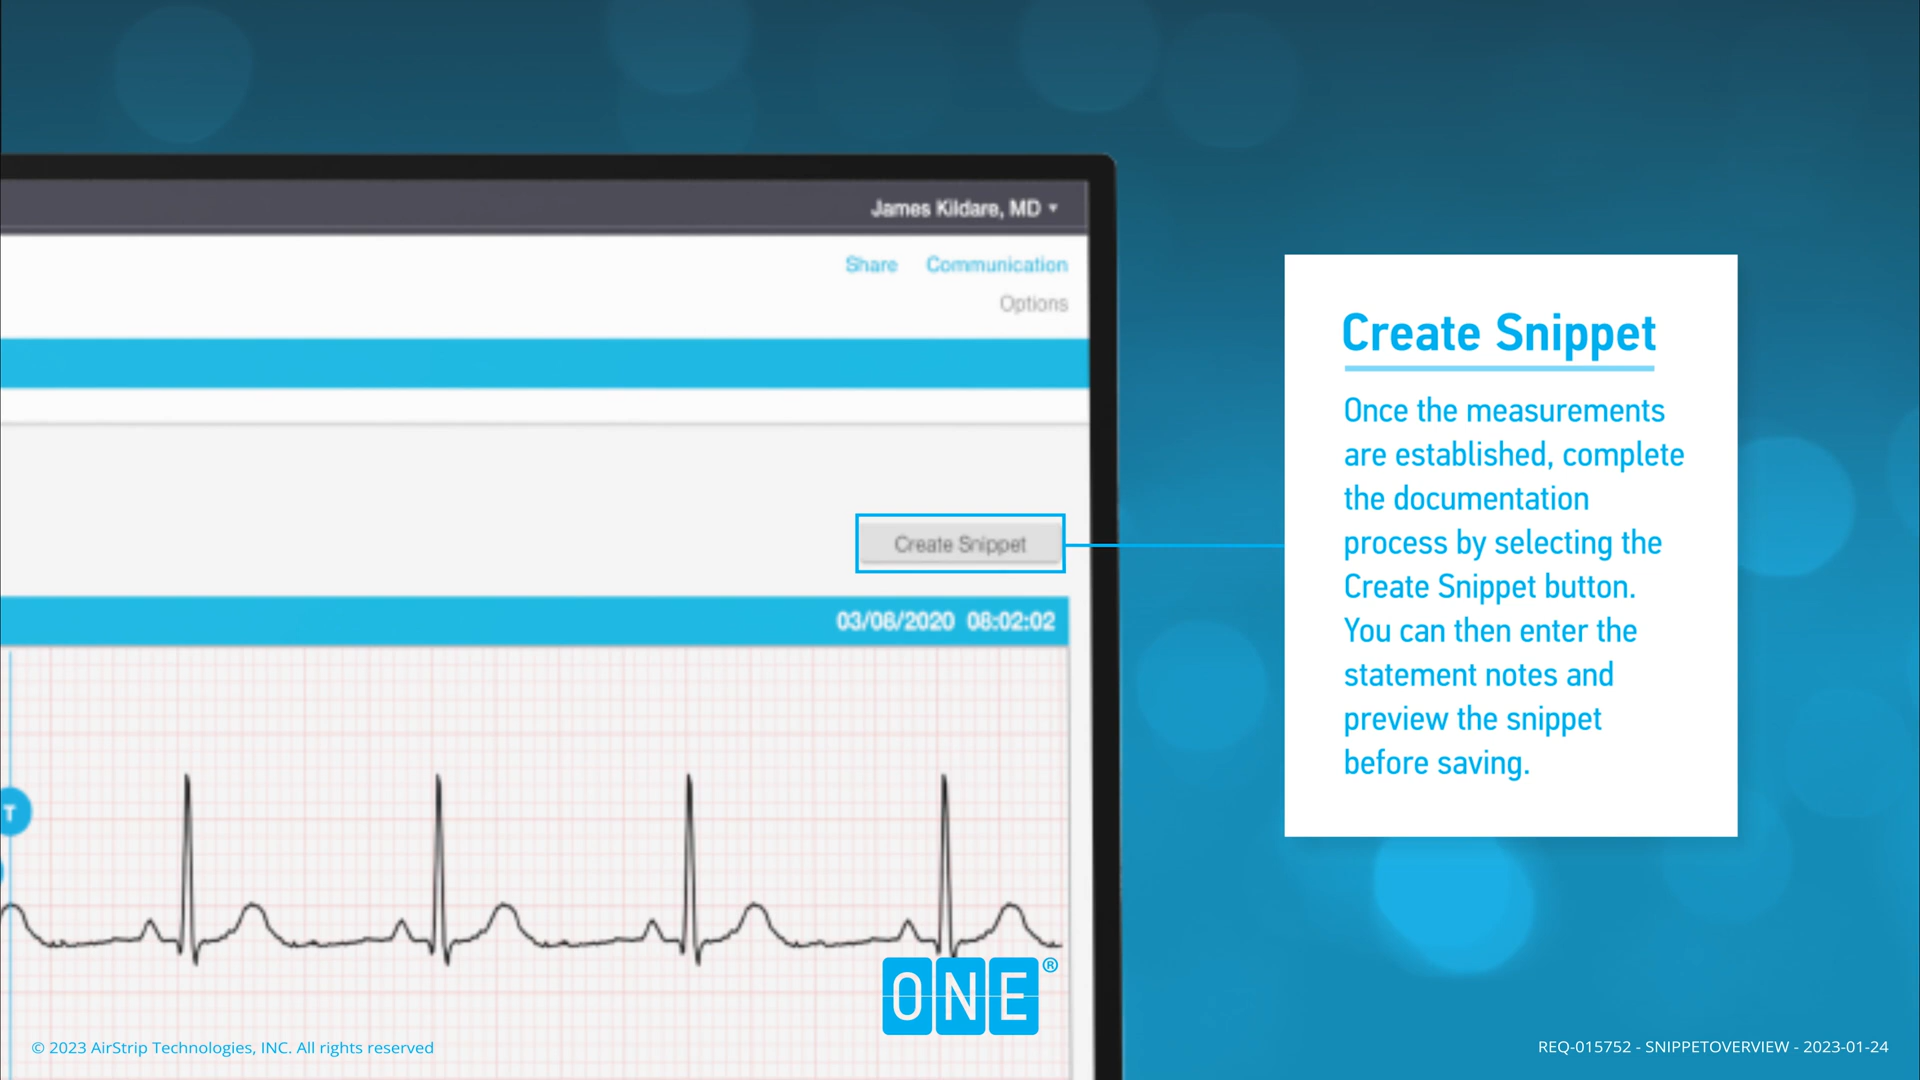 James Kildare, MD
Share Communication
Options
Create Snippet
03/08/2020 08:02:02
T
Create Snippet
Once the measurements
are established, complete
the documentation
process by selecting the
Create Snippet button.
You can then enter the
statement notes and
preview the snippet
before saving.
ONE®
© 2023 AirStrip Technologies, INC. All rights reserved
REQ-015752 - SNIPPETOVERVIEW - 2023-01-24